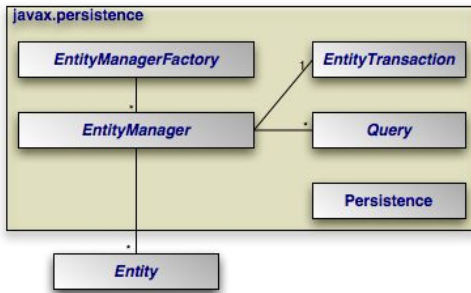 javax.persistence
EntityManagerFactory
1
EntityTransaction
*
EntityManager
*
Query
Persistence
*
Entity